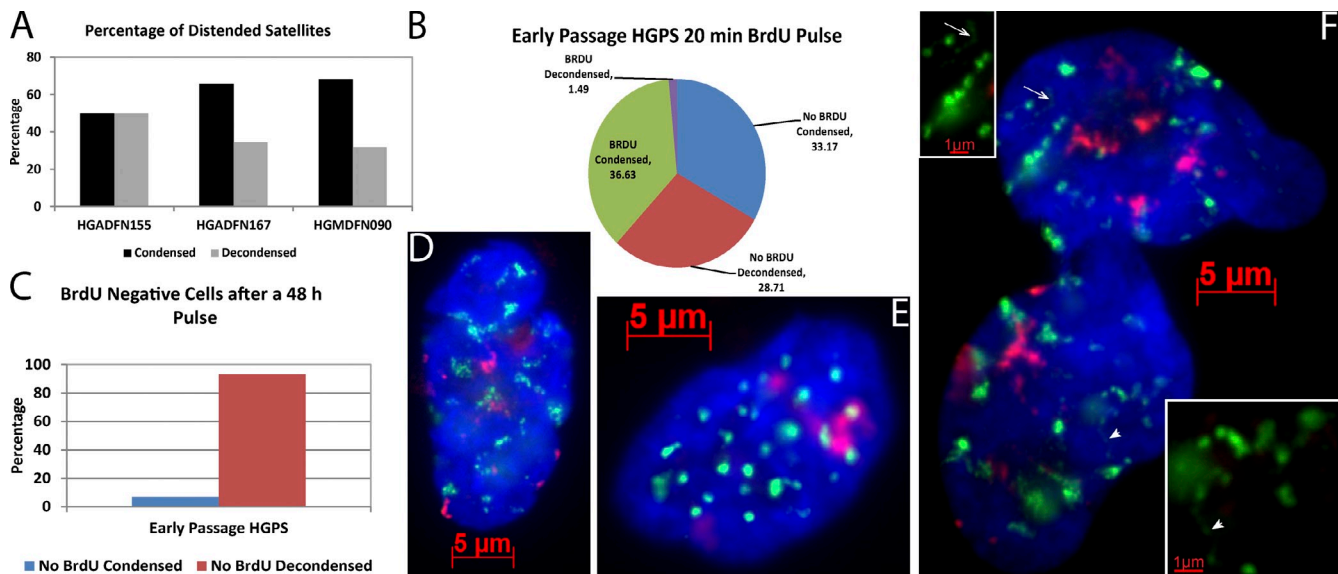 A
Percentage of Distended Satellites
80
60
40
20
0
Percentage
HGADFN155 HGADFN167 HGMDFN090
Condensed Decondensed
B
Early Passage HGPS 20 min BrdU Pulse
BRDU
Decondensed,
1.49
No BRDU
Condensed,
33.17
BRDU
Condensed,
36.63
No BRDU
Decondensed,
28.71
C
BrdU Negative Cells after a 48 h
Pulse
100
80
60
40
20
0
Percentage
Early Passage HGPS
No BrdU Condensed No BrdU Decondensed
D
5 µm
E
5 µm
F
1µm
5 µm
1µm